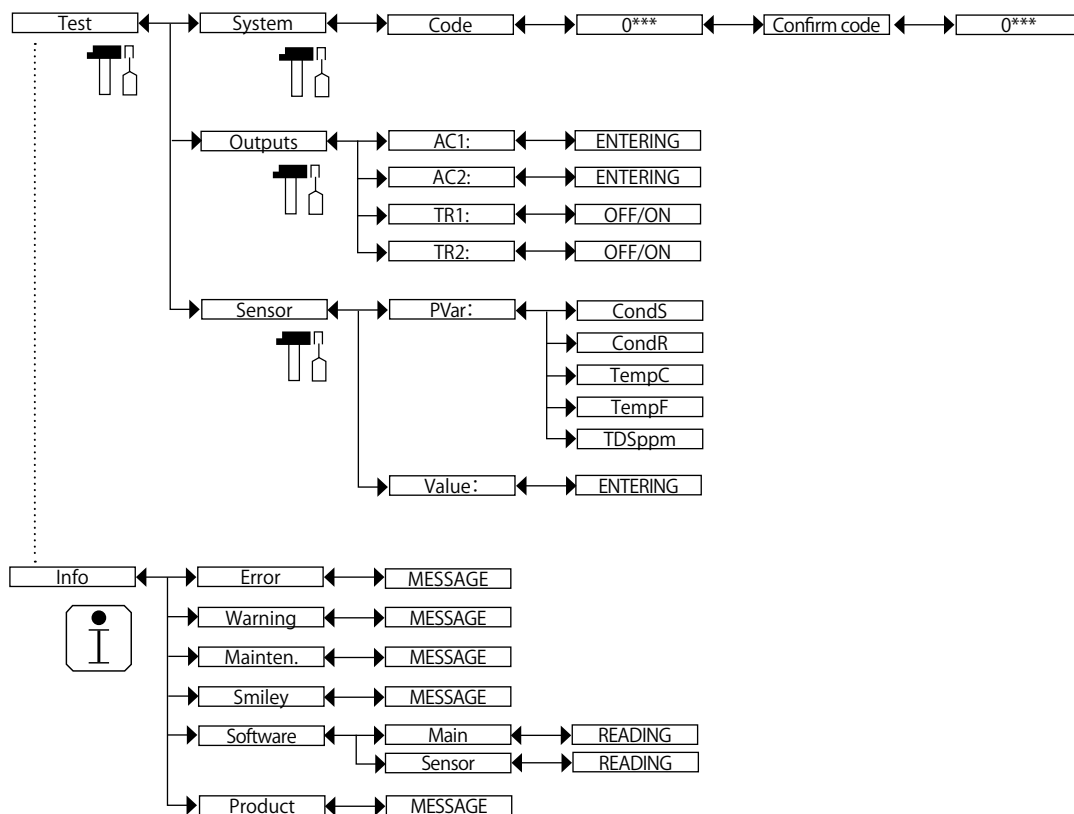 Test System Code 0*** Confirm code 0***
Outputs AC1: ENTERING
AC2: ENTERING
TR1: OFF/ON
TR2: OFF/ON
Sensor PVar: CondS
CondR
TempC
TempF
TDSppm
Value: ENTERING
Info Error MESSAGE
Warning MESSAGE
Mainten. MESSAGE
Smiley MESSAGE
Software Main READING
Sensor READING
Product MESSAGE